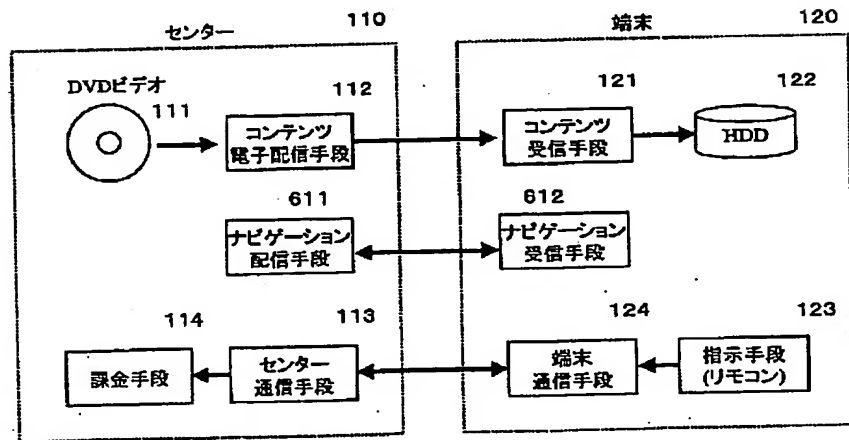 センター 110
端末 120
DVDビデオ
111
112
コンテンツ
電子配信手段
121
コンテンツ
受信手段
122
HDD
611
ナビゲーション
配信手段
612
ナビゲーション
受信手段
114
課金手段
113
センター
通信手段
124
端末
通信手段
123
指示手段
(リモコン)